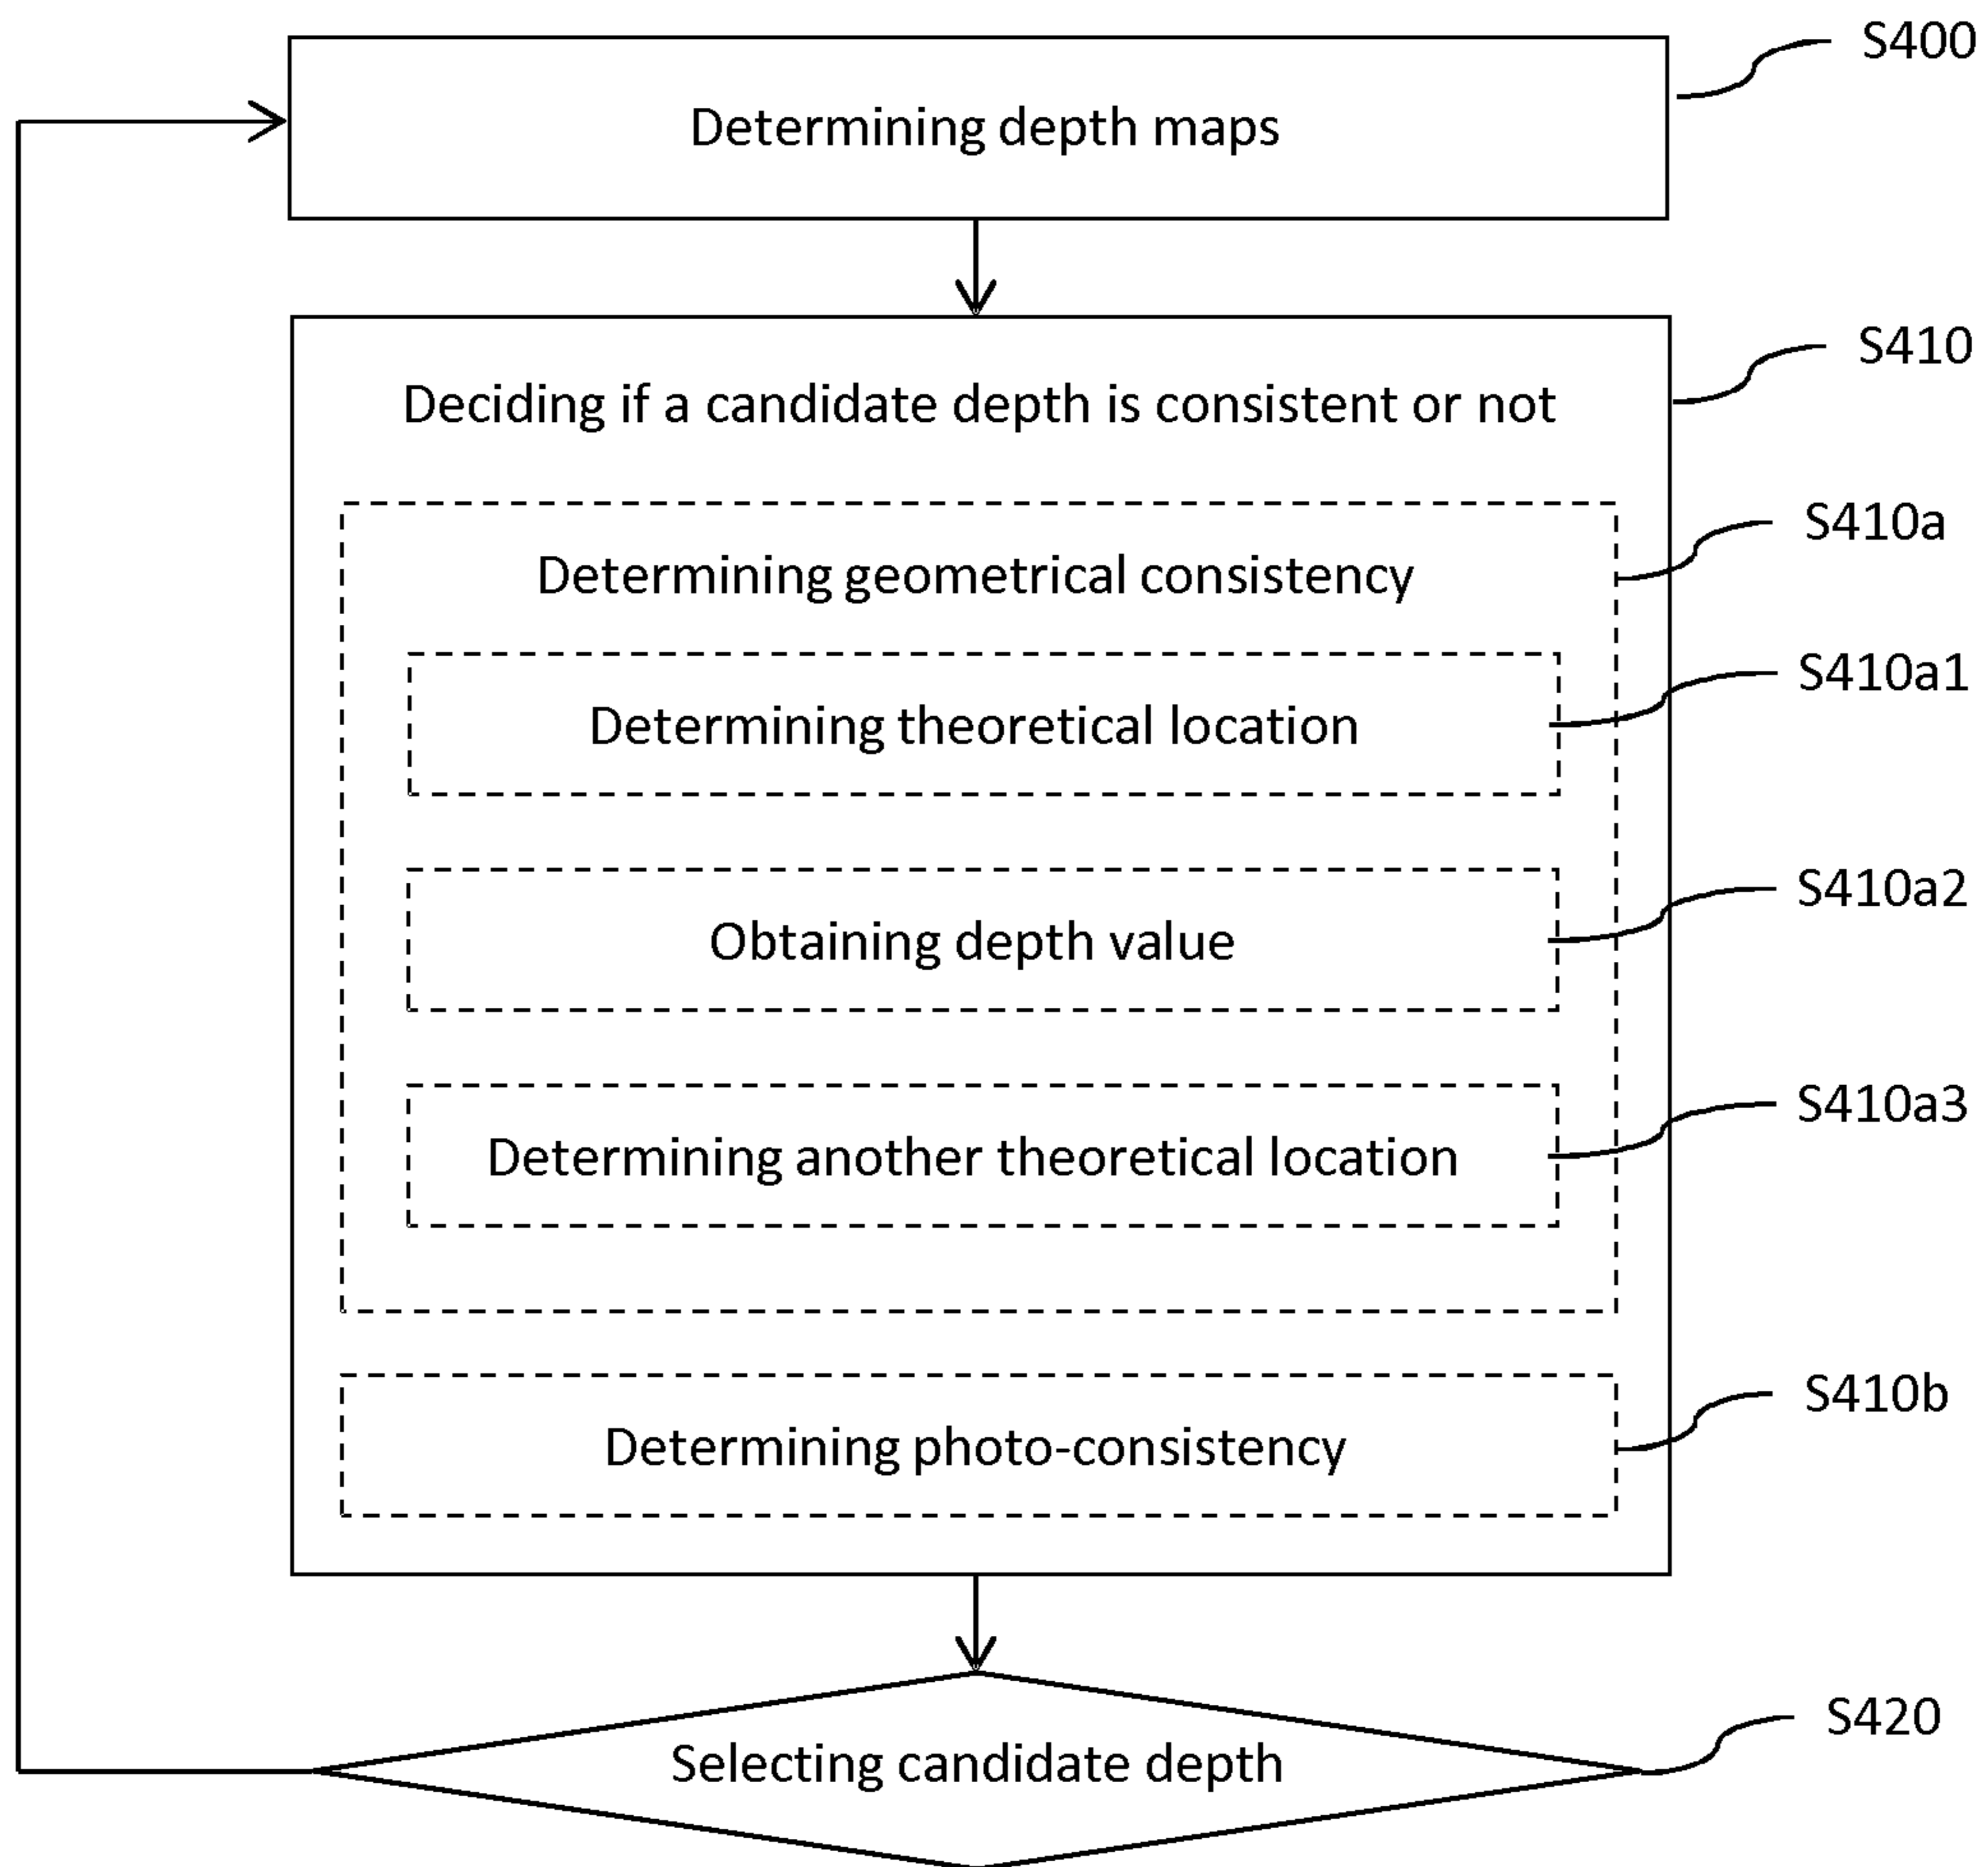 S400
Determining depth maps
S410
Deciding if a candidate depth is consistent or not
S410a
Determining geometrical consistency
S410a1
Determining theoretical location
S410a2
Obtaining depth value
S410a3
Determining another theoretical location
S410b
Determining photo-consistency
S420
Selecting candidate depth